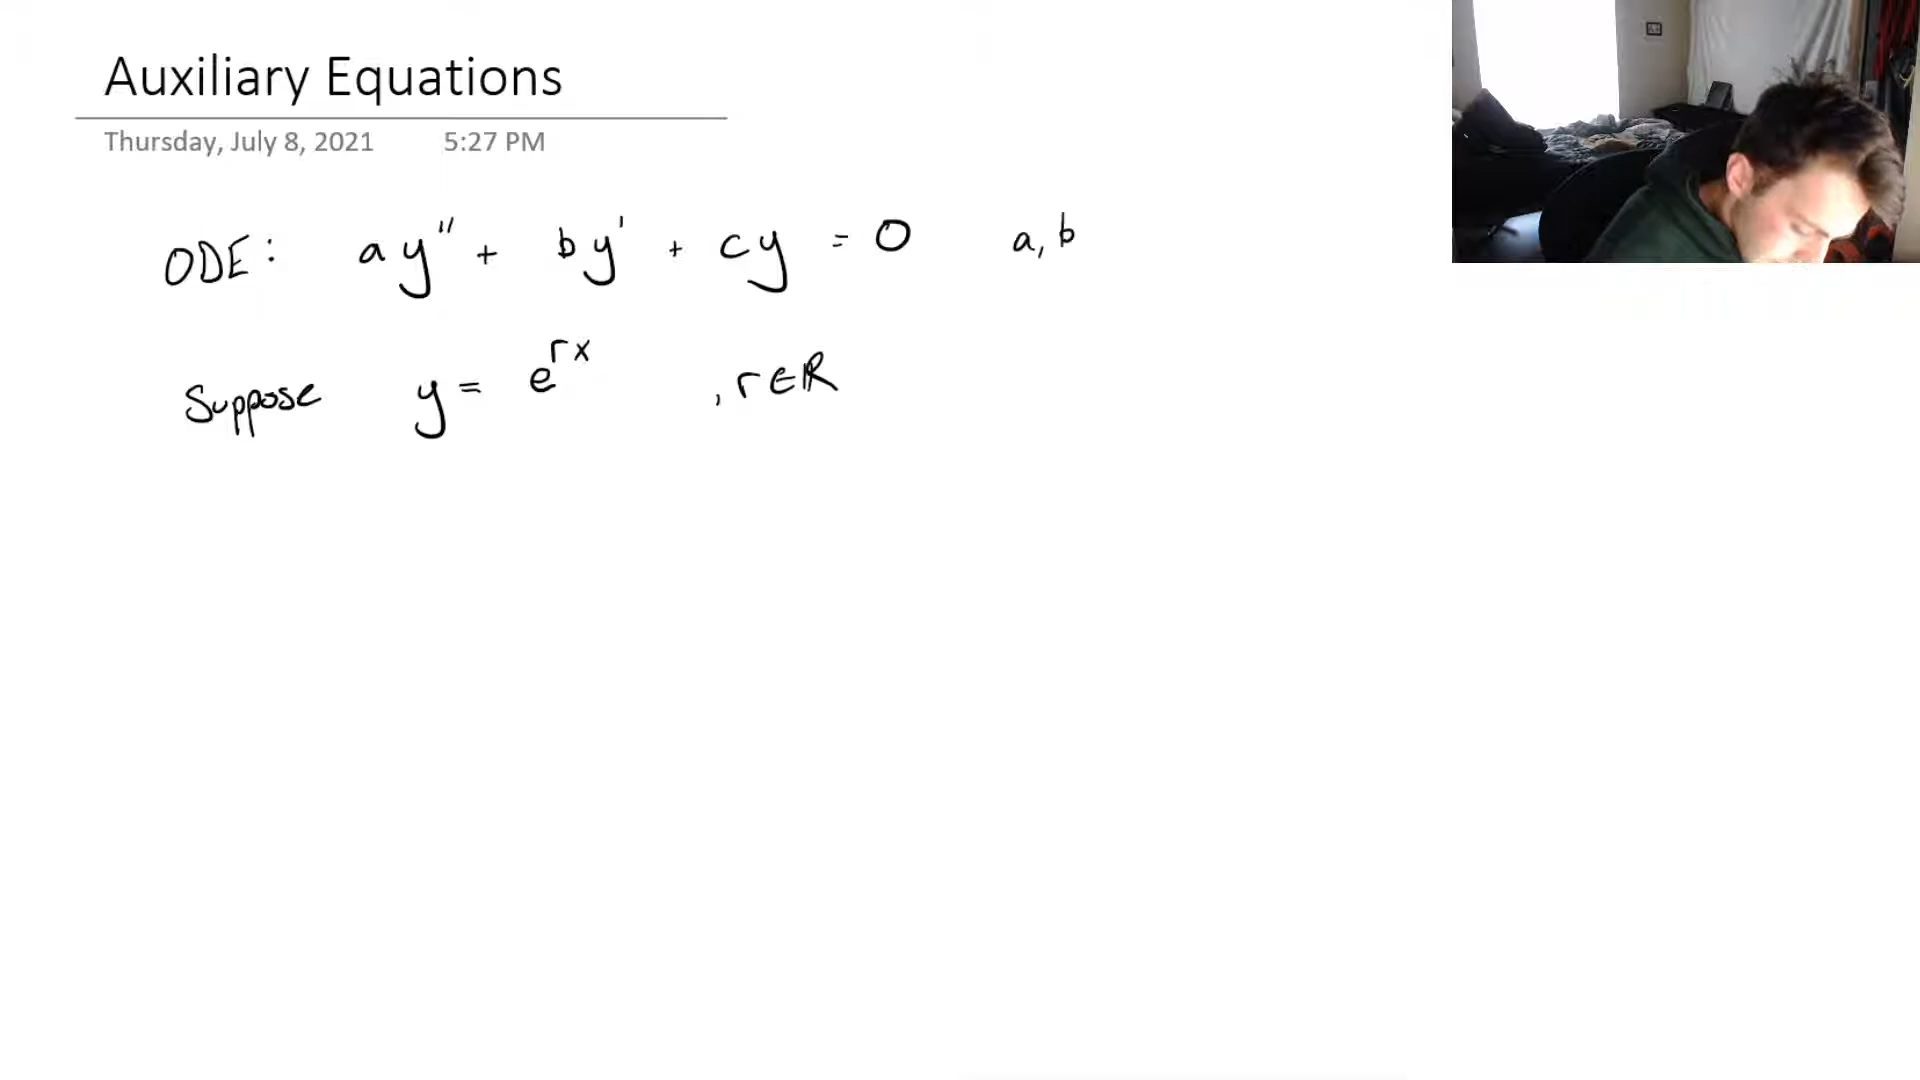 Auxiliary Equations
Thursday, July 8, 2021 5:27 PM
ODE: ay" + by' + cy = 0 a, b
Suppose y = e^{rx} , r∈ℝ